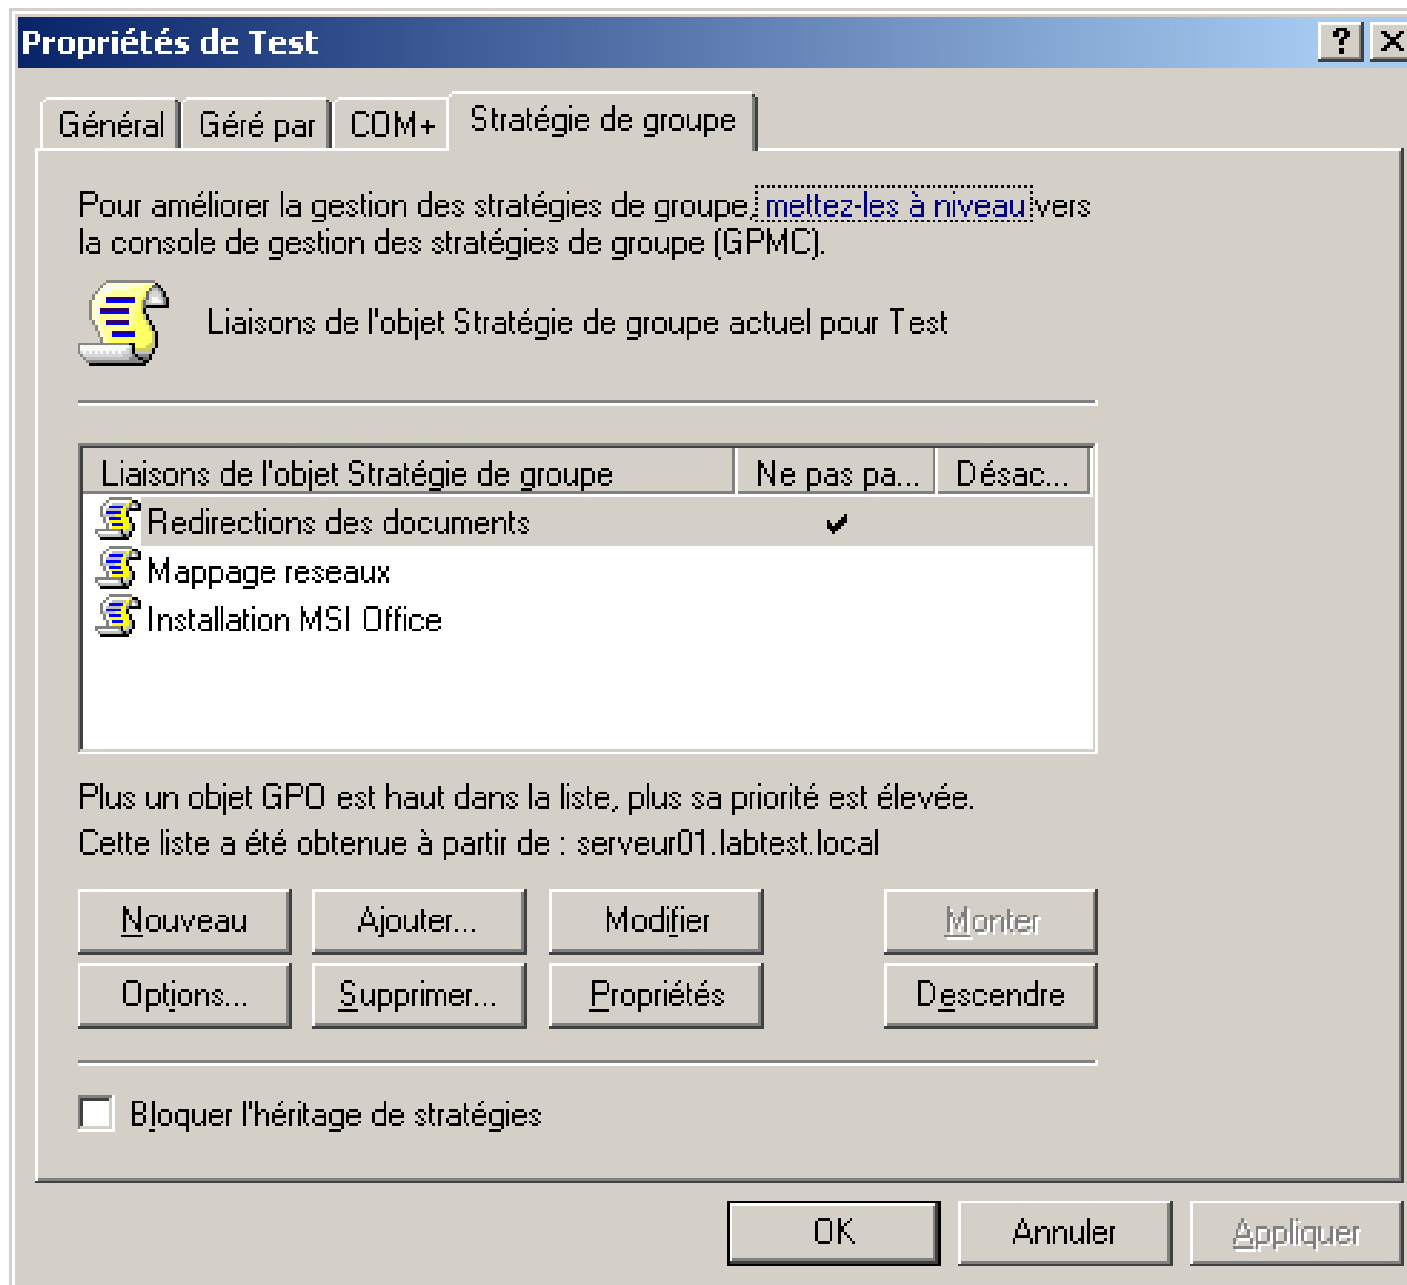 Propriétés de Test
Général Géré par COM+ Stratégie de groupe
Pour améliorer la gestion des stratégies de groupe, mettez-les à niveau vers
la console de gestion des stratégies de groupe (GPMC).
Liaisons de l'objet Stratégie de groupe actuel pour Test
Liaisons de l'objet Stratégie de groupe Ne pas pa... Désac...
Redirections des documents
Mappage reseaux
Installation MSI Office
Plus un objet GPO est haut dans la liste, plus sa priorité est élevée.
Cette liste a été obtenue à partir de : serveur01.labtest.local
Nouveau Ajouter... Modifier Monter
Options... Supprimer... Propriétés Descendre
Bloquer l'héritage de stratégies
OK Annuler Appliquer